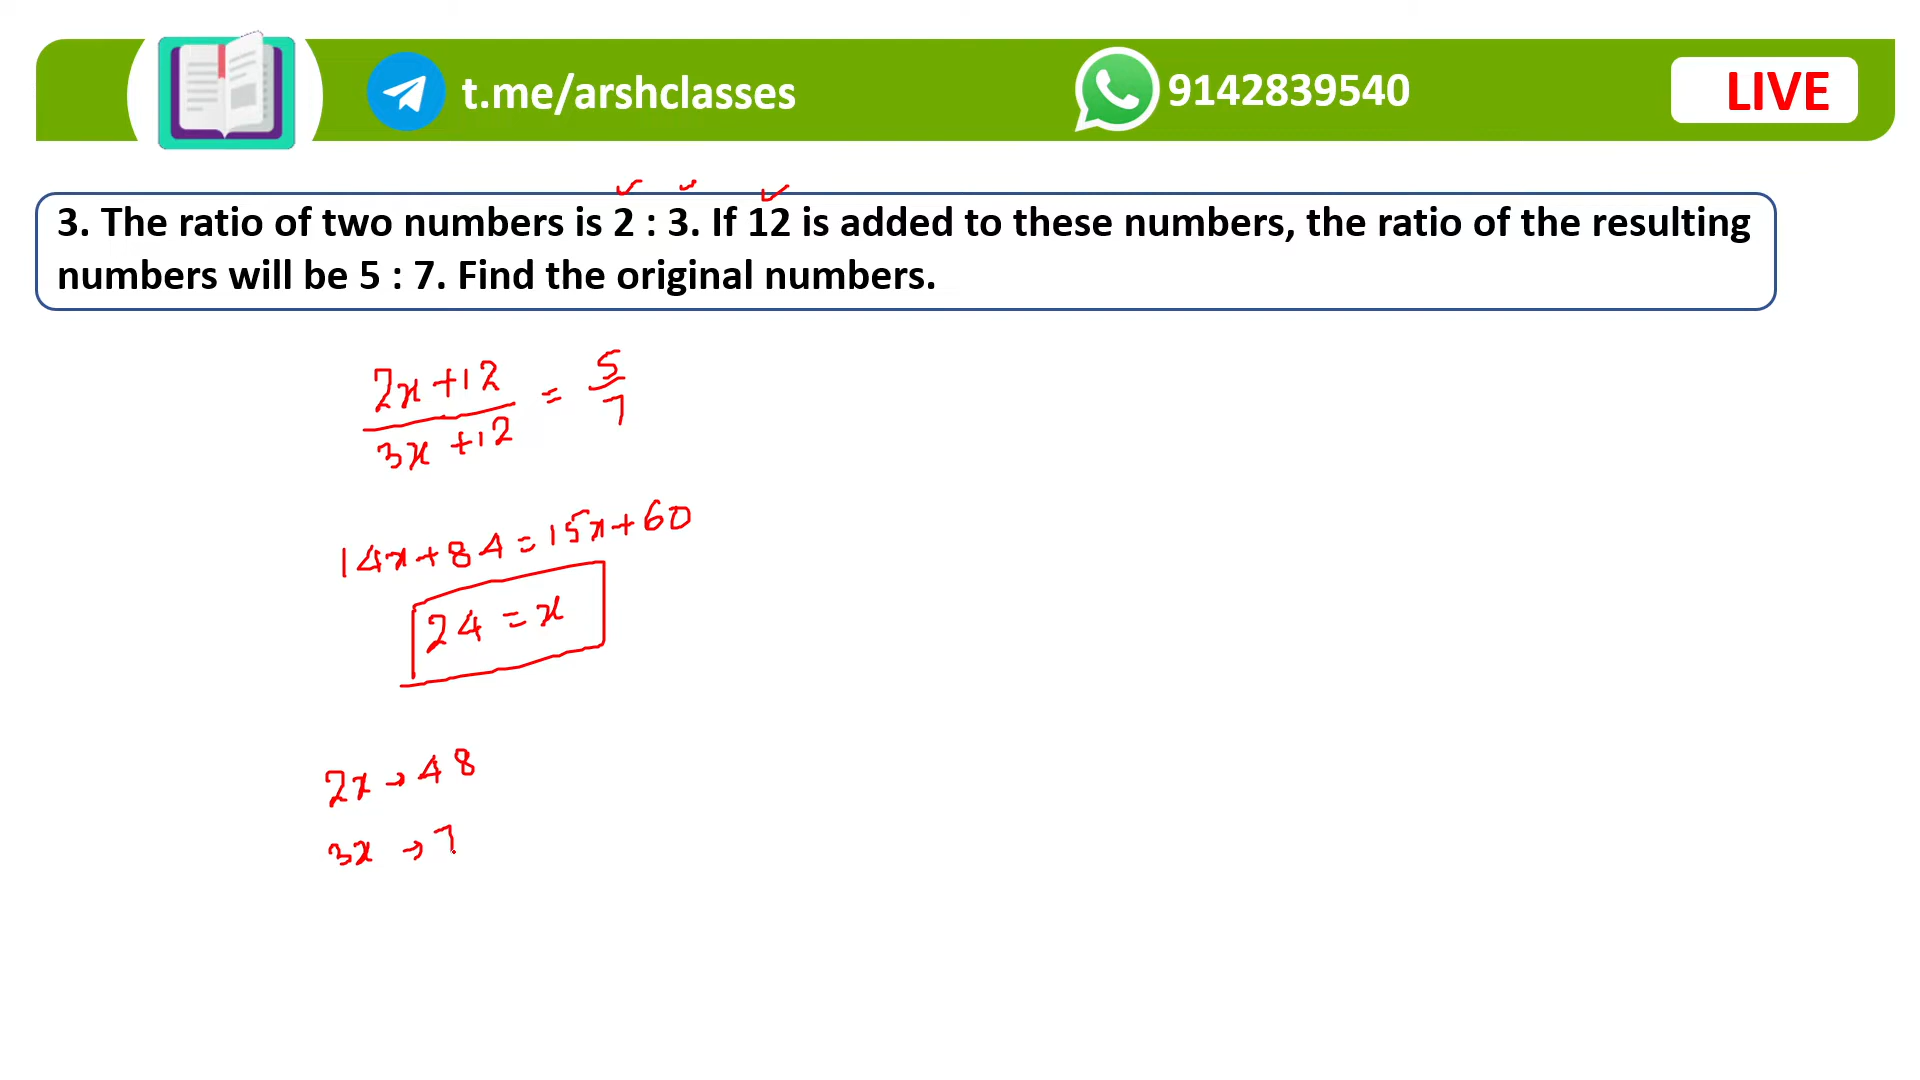 t.me/arshclasses
9142839540
LIVE
3. The ratio of two numbers is 2 : 3. If 12 is added to these numbers, the ratio of the resulting
numbers will be 5 : 7. Find the original numbers.
2x+12/3x+12 = 5/7
14x+84=15x+60
24=x
2x→48
3x→7